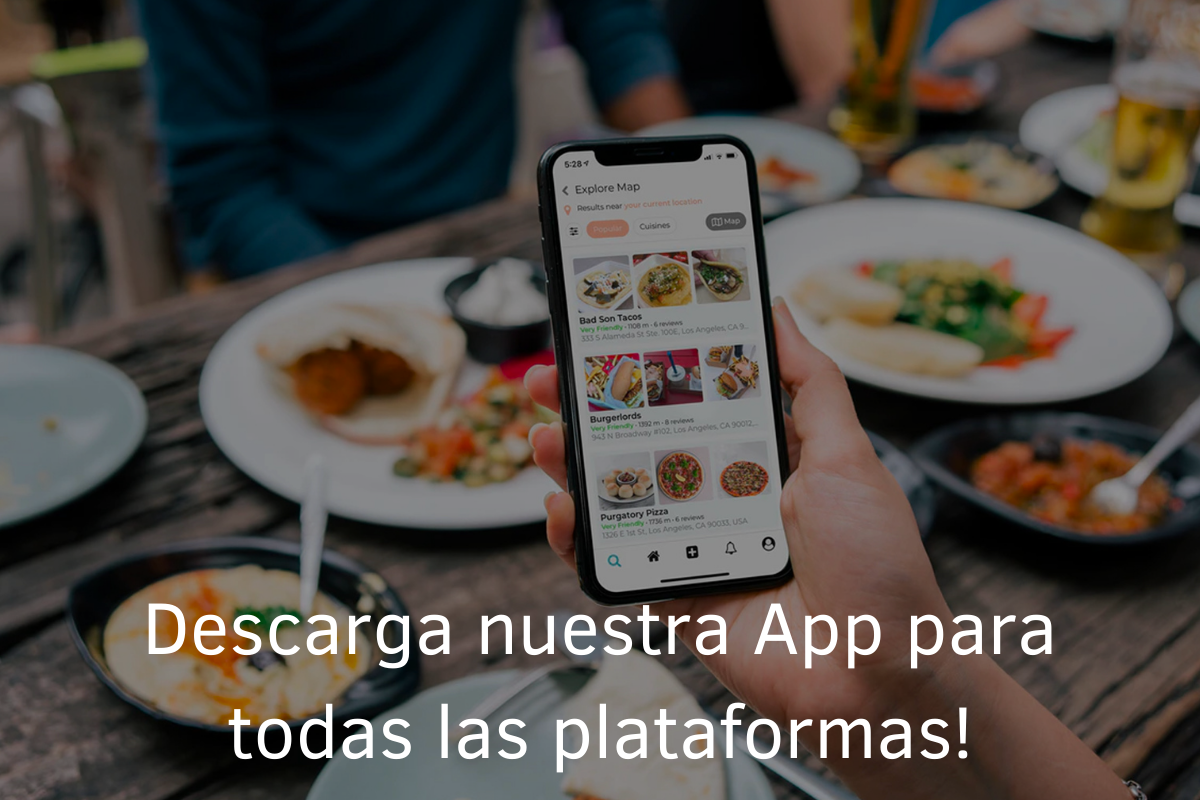 5:28
Explore Map
Results near your current location
Popular
Cuisines
Map
Bad Son Tacos
Very Friendly • 1108 m • 6 reviews
333 S Alameda St Ste. 100E, Los Angeles, CA 9...
Burgerlords
Very Friendly • 1392 m • 8 reviews
943 N Broadway #102, Los Angeles, CA 90012,...
Purgatory Pizza
Very Friendly • 1736 m • 6 reviews
1326 E 1st St, Los Angeles, CA 90033, USA
Descarga nuestra App para
todas las plataformas!